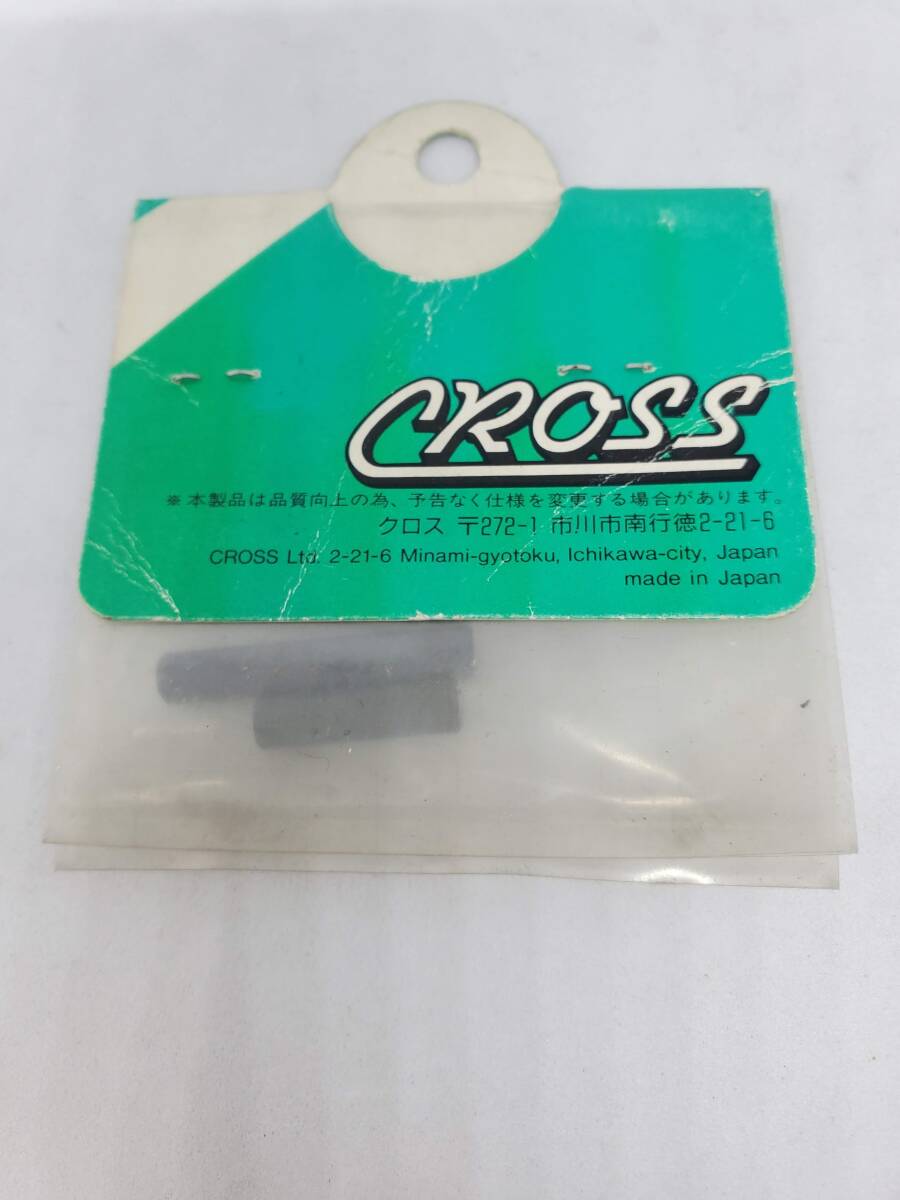 CROSS
※本製品は品質向上の為、予告なく仕様を変更する場合があります。
クロス 〒272-1 市川市南行徳2-21-6
CROSS Ltd. 2-21-6 Minami-gyotoku, Ichikawa-city, Japan
made in Japan